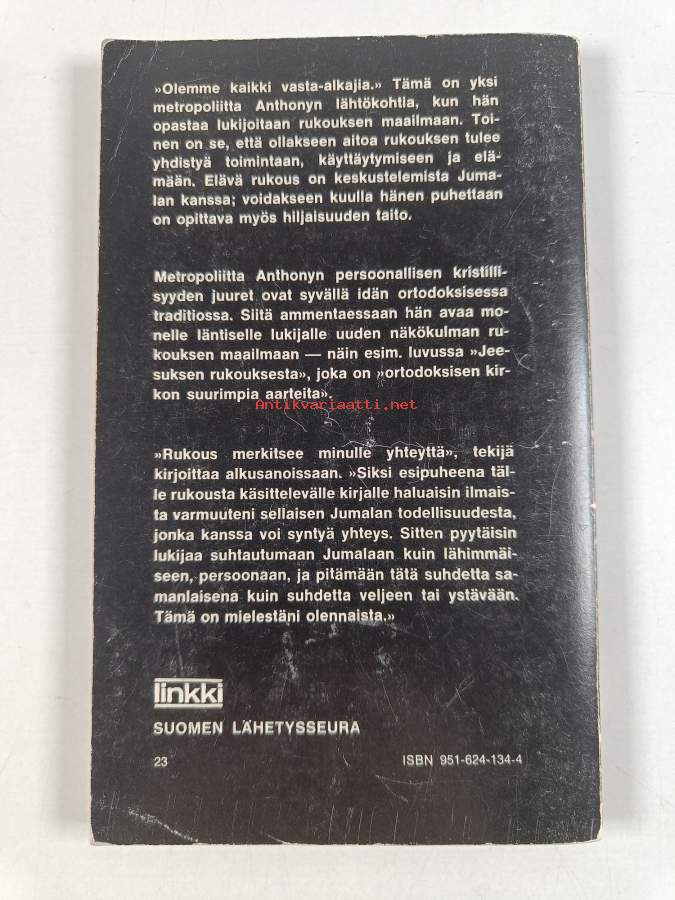 »Olemme kaikki vasta-alkajia.» Tämä on yksi
metropoliitta Anthonyn lähtökohtia, kun hän
opastaa lukijoitaan rukouksen maailmaan. Toi-
nen on se, että ollakseen aitoa rukouksen tulee
yhdistyä toimintaan, käyttäytymiseen ja elä-
mään. Elävä rukous on keskustelemista Juma-
lan kanssa; voidakseen kuulla hänen puhettaan
on opittava myös hiljaisuuden taito.
Metropoliitta Anthonyn persoonallisen kristilli-
syyden juuret ovat syvällä idän ortodoksisessa
traditiossa. Siitä ammentaessaan hän avaa mo-
nelle läntiselle lukijalle uuden näkökulman ru-
kouksen maailmaan — näin esim. luvussa »Jee-
suksen rukouksesta», joka on »ortodoksisen kir-
kon suurimpia aarteita».
Antikvariaatti.net
»Rukous merkitsee minulle yhteyttä», tekijä
kirjoittaa alkusanoissaan. »Siksi esipuheena täl-
le rukousta käsittelevälle kirjalle haluaisin ilmais-
ta varmuuteni sellaisen Jumalan todellisuudesta,
jonka kanssa voi syntyä yhteys. Sitten pyytäisin
lukijaa suhtautumaan Jumalaan kuin lähimmäi-
seen, persoonaan, ja pitämään tätä suhdetta sa-
manlaisena kuin suhdetta veljeen tai ystävään.
Tämä on mielestäni olennaista.»
linkki
SUOMEN LÄHETYSSEURA
23 ISBN 951-624-134-4